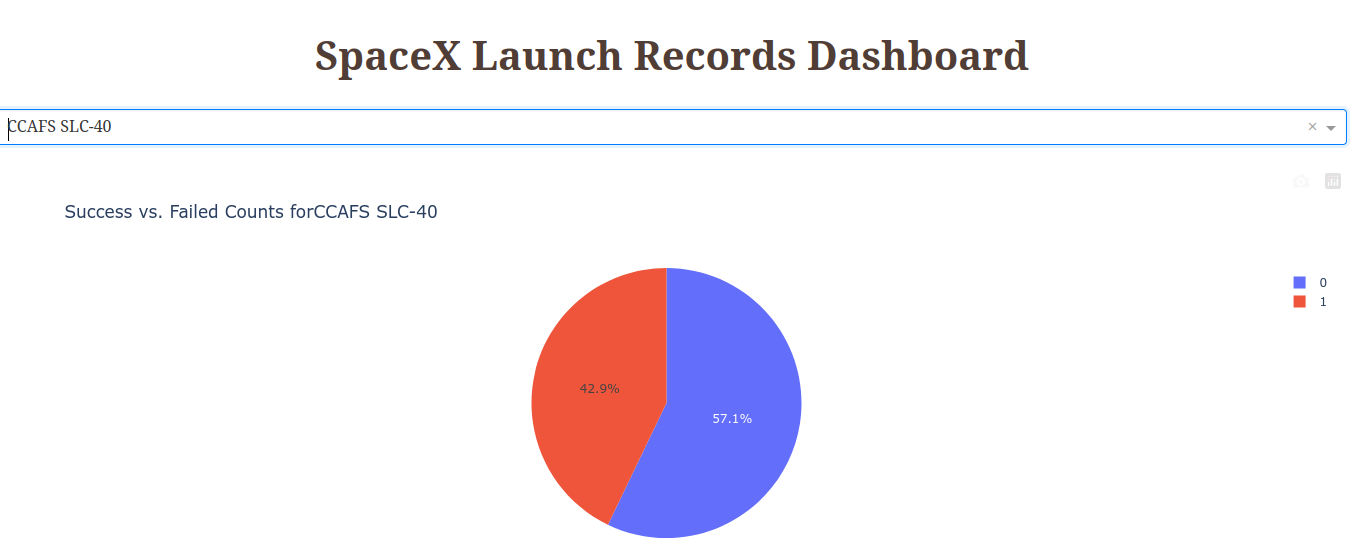 SpaceX Launch Records Dashboard
CCAFS SLC-40
Success vs. Failed Counts forCCAFS SLC-40
0
1
42.9%
57.1%